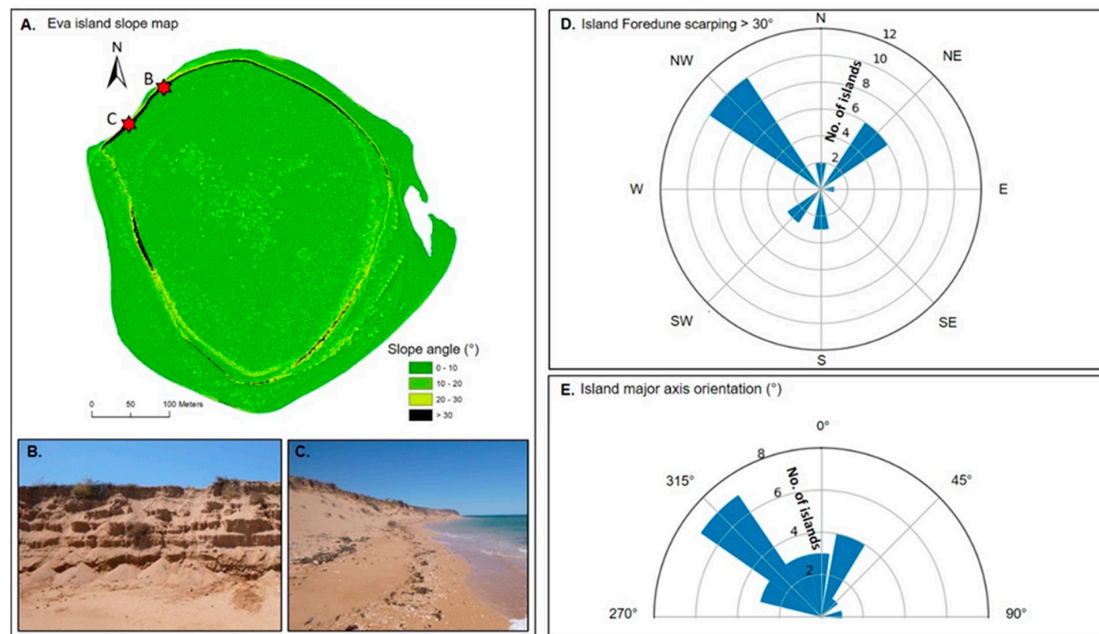 A. Eva island slope map
N
B
C
Slope angle (°)
0 - 10
10 - 20
20 - 30
> 30
0 50 100 Meters
B.
C.
D. Island Foredune scarping > 30°
N
NE
E
SE
S
SW
W
NW
12
10
8
6
4
2
No. of islands
E. Island major axis orientation (°)
0°
45°
90°
270°
315°
8
6
4
2
No. of islands